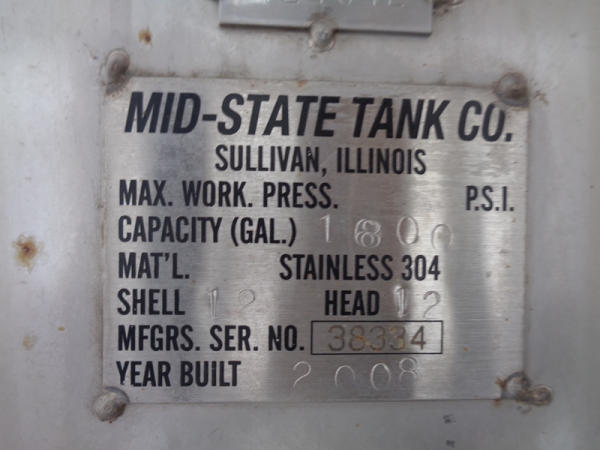 MID-STATE TANK CO.
SULLIVAN, ILLINOIS
MAX. WORK. PRESS. P.S.I.
CAPACITY (GAL.) 1800
MAT'L. STAINLESS 304
SHELL 12 HEAD 12
MFGRS. SER. NO. 38334
YEAR BUILT 2008